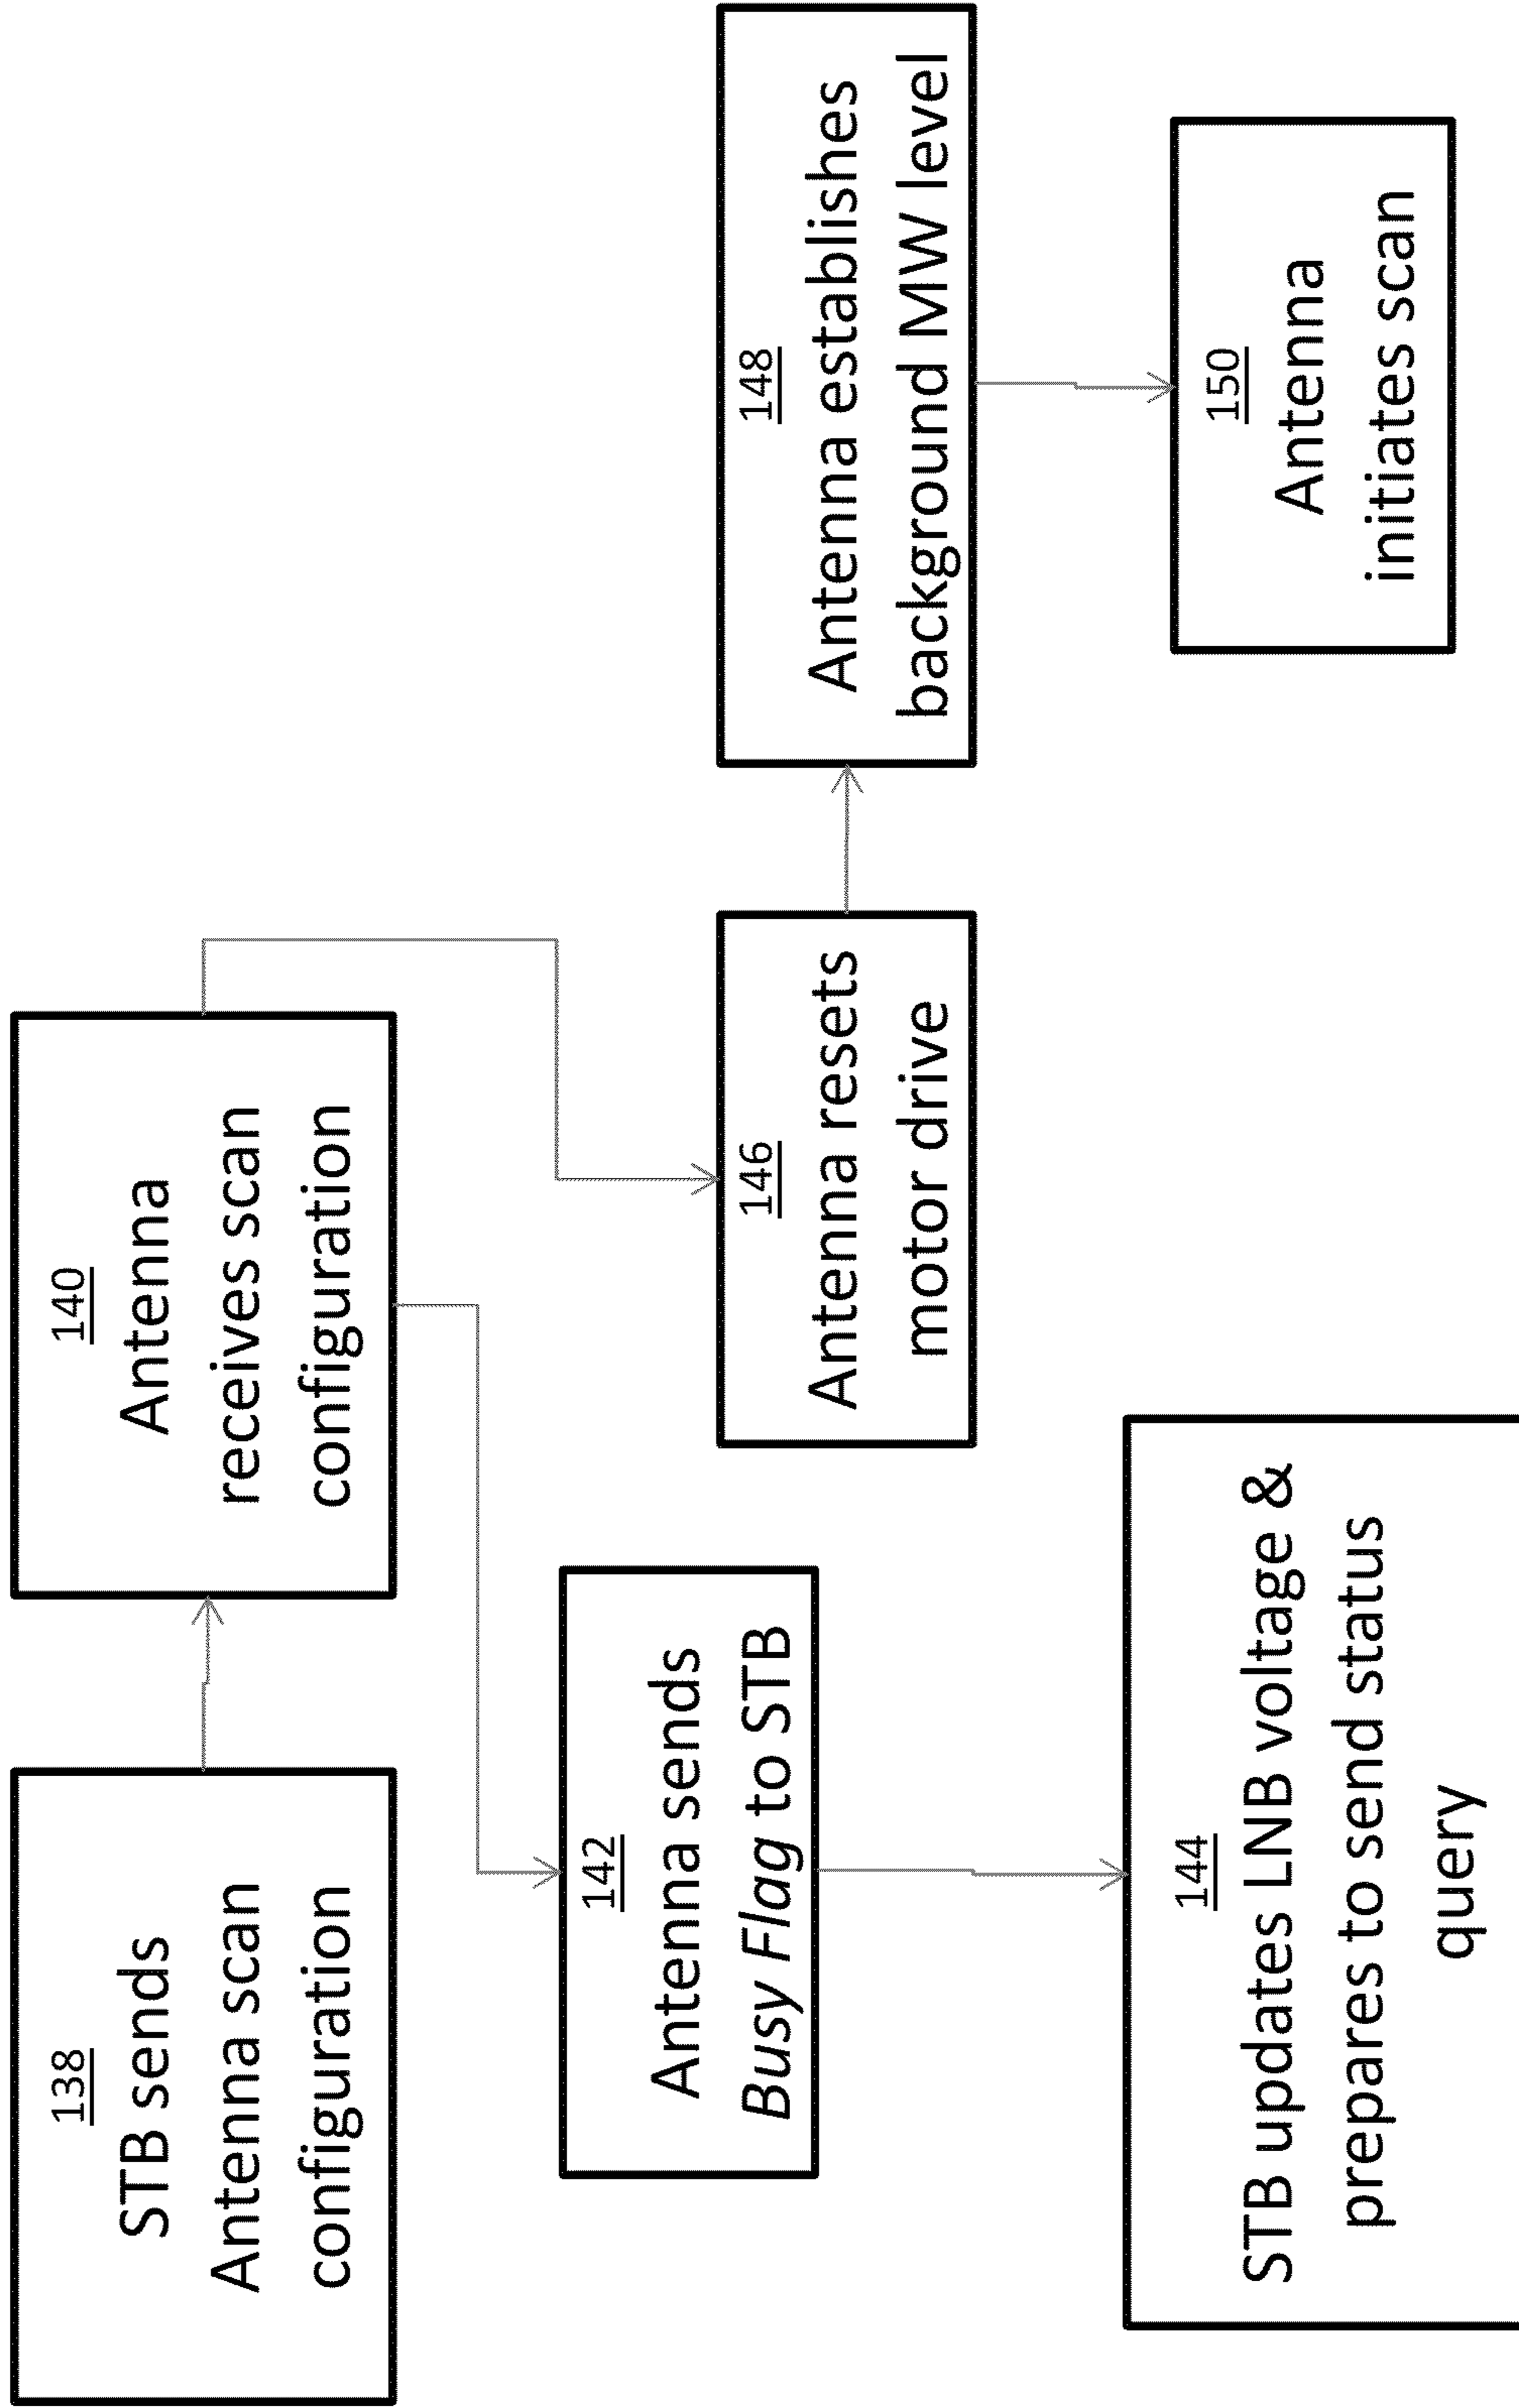 138
STB sends
Antenna scan
configuration
140
Antenna
receives scan
configuration
142
Antenna sends
Busy Flag to STB
144
STB updates LNB voltage &
prepares to send status
query
146
Antenna resets
motor drive
148
Antenna establishes
background MW level
150
Antenna
initiates scan